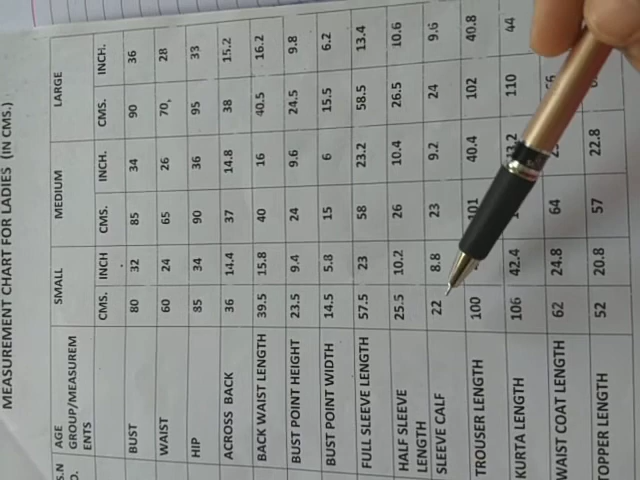 MEASUREMENT CHART FOR LADIES (IN CMS.)
S.N O. AGE GROUP/MEASUREM ENTS SMALL MEDIUM LARGE
CMS. INCH CMS. INCH. CMS. INCH.
BUST 80 32 85 34 90 36
WAIST 60 24 65 26 70, 28
HIP 85 34 90 36 95 33
ACROSS BACK 36 14.4 37 14.8 38 15.2
BACK WAIST LENGTH 39.5 15.8 40 16 40.5 16.2
BUST POINT HEIGHT 23.5 9.4 24 9.6 24.5 9.8
BUST POINT WIDTH 14.5 5.8 15 6 15.5 6.2
FULL SLEEVE LENGTH 57.5 23 58 23.2 58.5 13.4
HALF SLEEVE LENGTH 25.5 10.2 26 10.4 26.5 10.6
SLEEVE CALF 22 8.8 23 9.2 24 9.6
TROUSER LENGTH 100 101 40.4 102 40.8
KURTA LENGTH 106 42.4 110 44
WAIST COAT LENGTH 62 24.8 64
TOPPER LENGTH 52 20.8 57 22.8